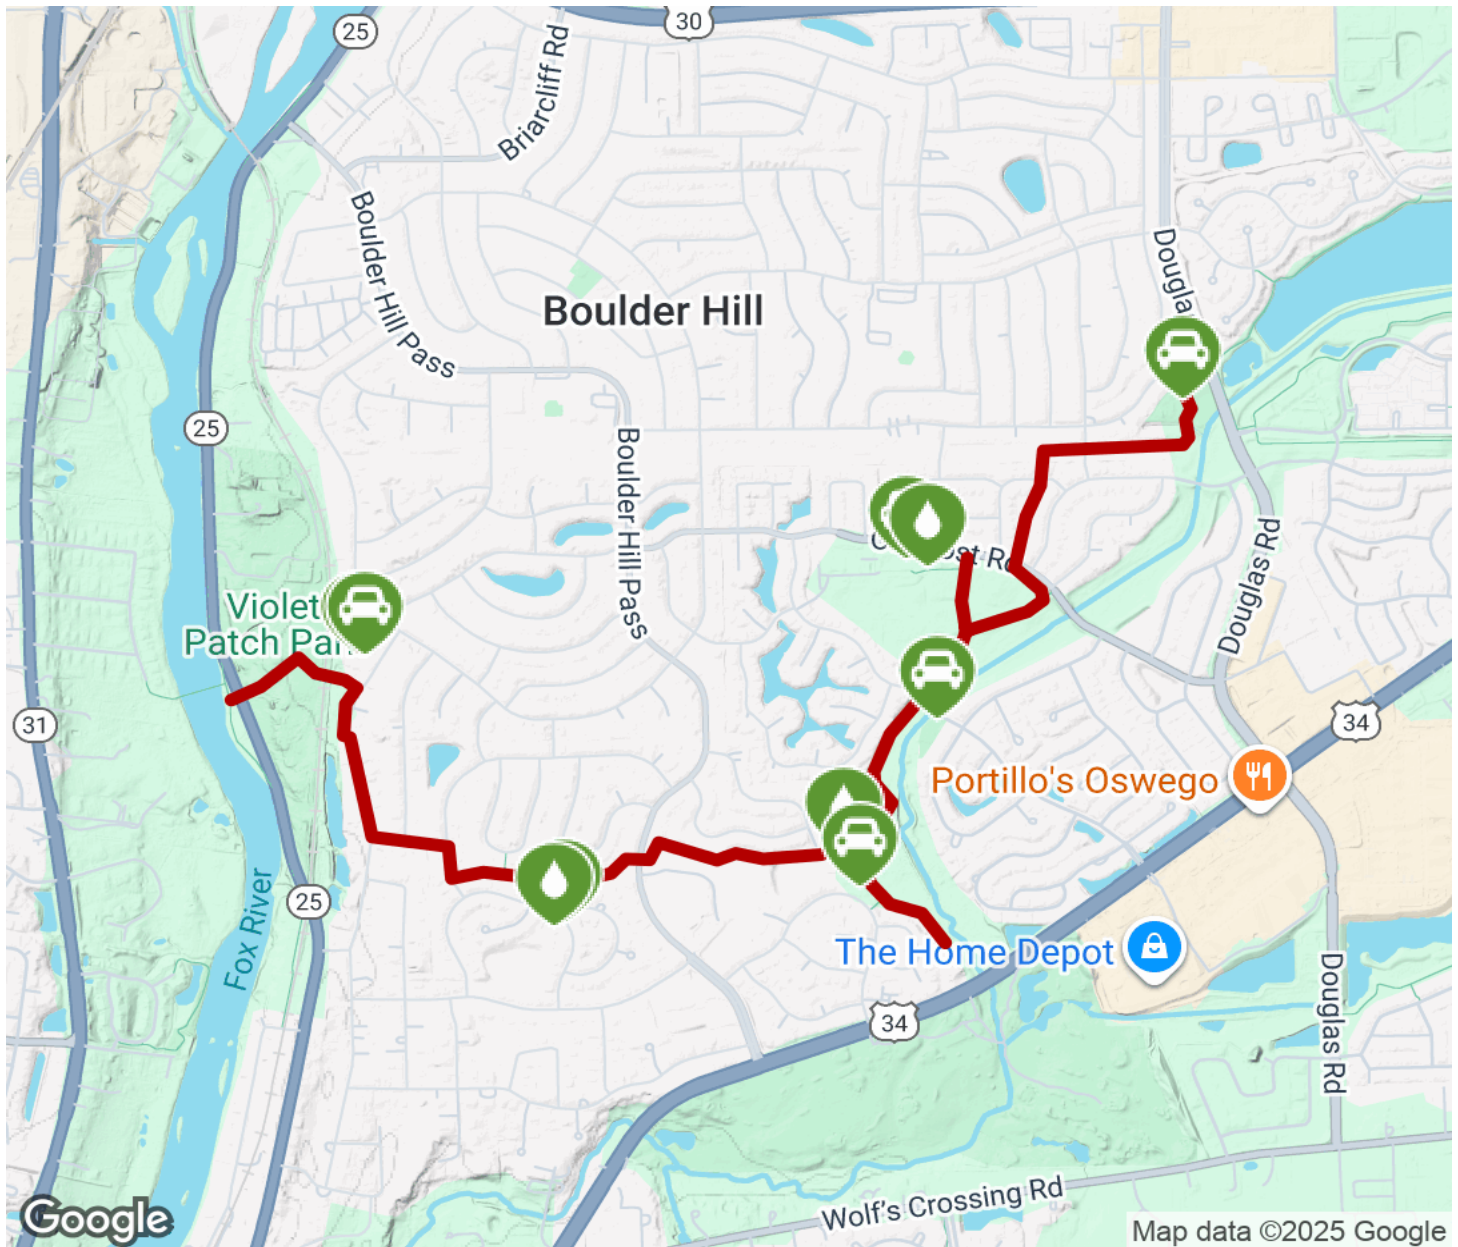 25
30
Briarcliff Rd
Boulder Hill Pass
Boulder Hill
Dougla
25
Boulder Hill Pass
Violet
Patch Par
ost Rd
Douglas Rd
31
34
Portillo's Oswego
25
Fox River
The Home Depot
34
Douglas Rd
Wolf's Crossing Rd
Google
Map data ©2025 Google